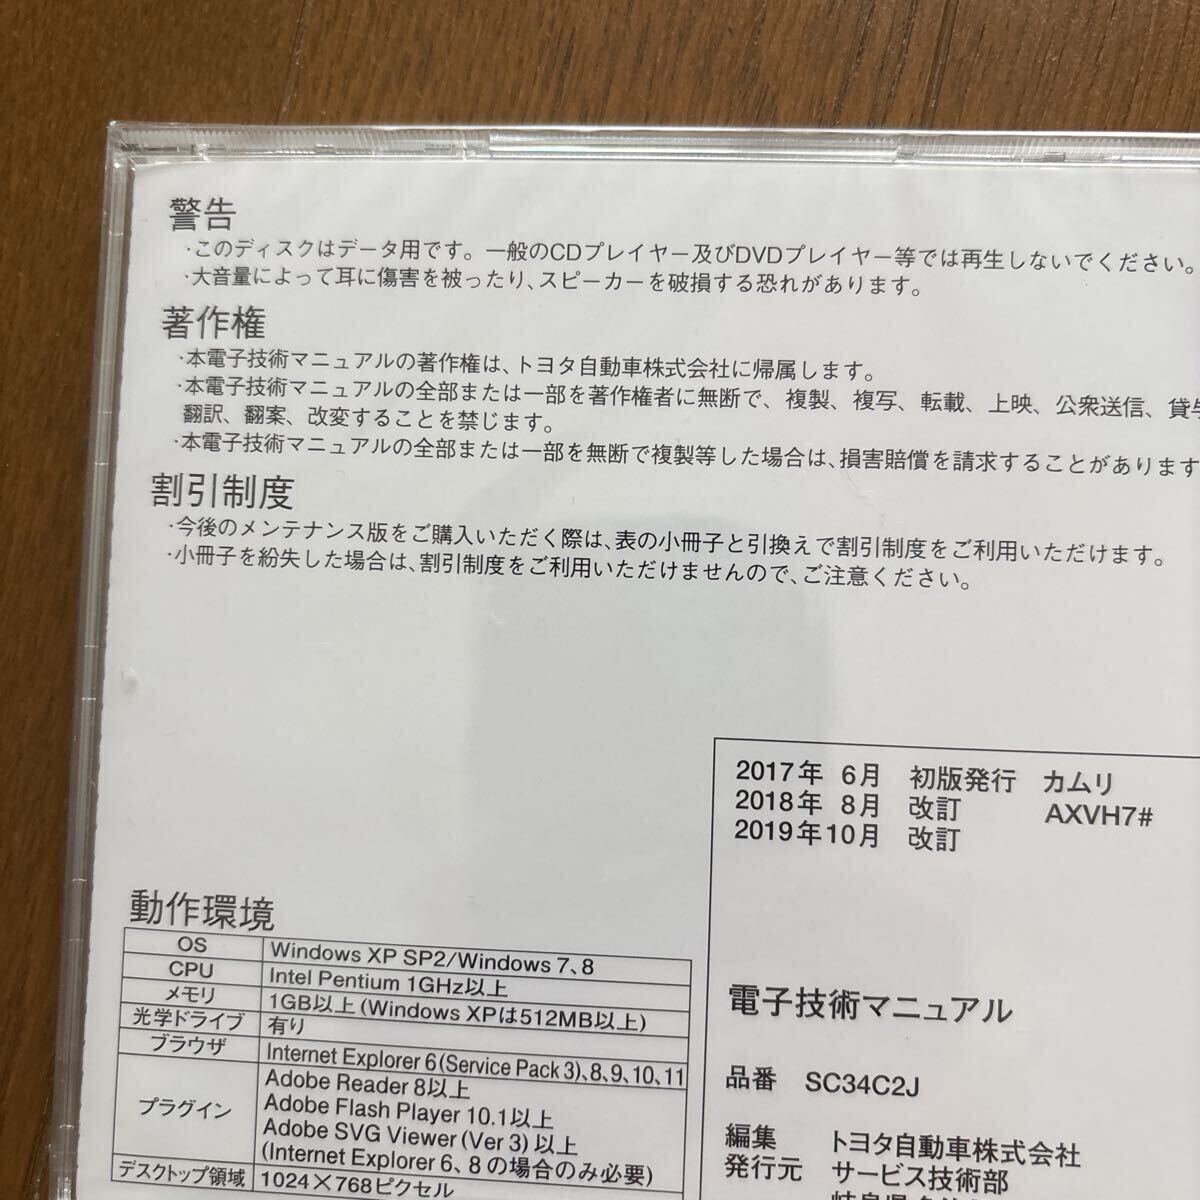 警告
・このディスクはデータ用です。一般のCDプレイヤー及びDVDプレイヤー等では再生しないでください。
・大音量によって耳に傷害を被ったり、スピーカーを破損する恐れがあります。
著作権
・本電子技術マニュアルの著作権は、トヨタ自動車株式会社に帰属します。
・本電子技術マニュアルの全部または一部を著作権者に無断で、複製、複写、転載、上映、公衆送信、貸与
翻訳、翻案、改変することを禁じます。
・本電子技術マニュアルの全部または一部を無断で複製等した場合は、損害賠償を請求することがあります
割引制度
・今後のメンテナンス版をご購入いただく際は、表の小冊子と引換えで割引制度をご利用いただけます。
・小冊子を紛失した場合は、割引制度をご利用いただけませんので、ご注意ください。
2017年 6月 初版発行 カムリ
2018年 8月 改訂 AXVH7#
2019年10月 改訂
動作環境
OS Windows XP SP2/Windows 7、8
CPU Intel Pentium 1GHz以上
メモリ 1GB以上(Windows XPは512MB以上)
光学ドライブ 有り
ブラウザ Internet Explorer 6(Service Pack 3)、8、9、10、11
プラグイン Adobe Reader 8以上
Adobe Flash Player 10.1以上
Adobe SVG Viewer(Ver 3)以上
(Internet Explorer 6、8の場合のみ必要)
デスクトップ領域 1024×768ピクセル
電子技術マニュアル
品番 SC34C2J
編集 トヨタ自動車株式会社
発行元 サービス技術部